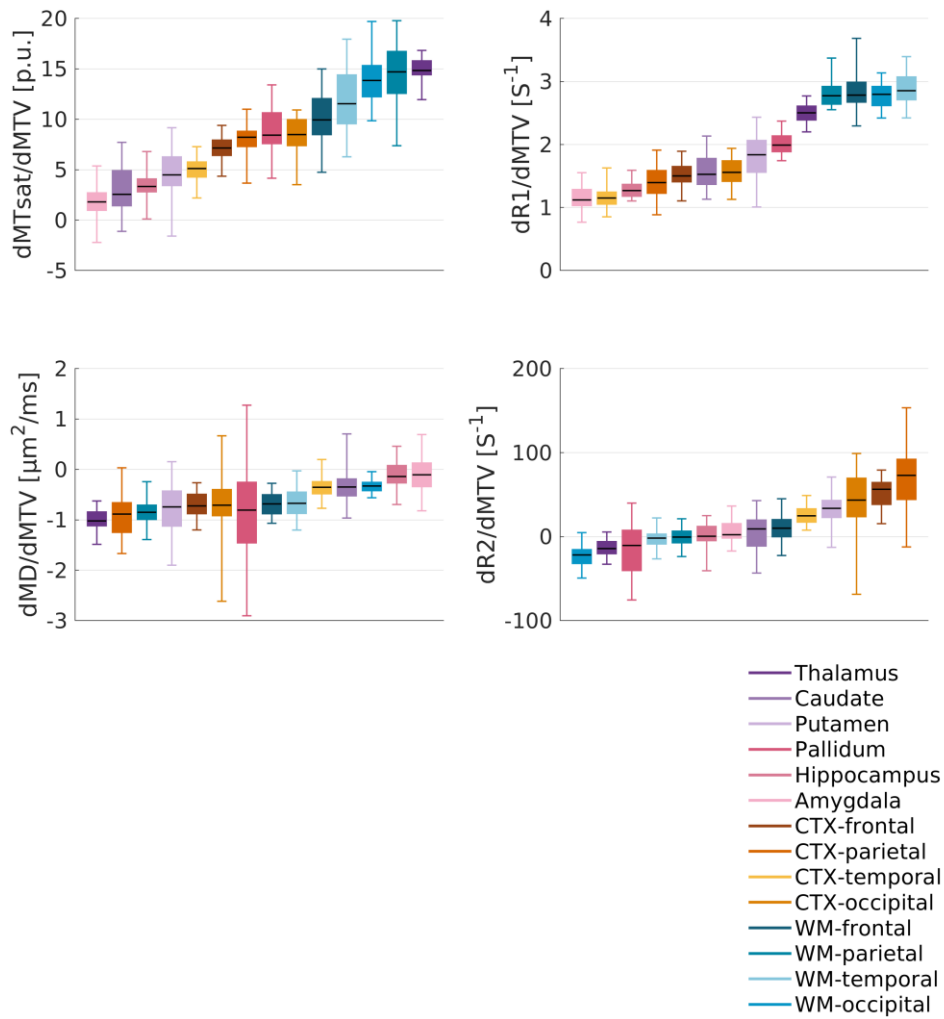 dMTsat/dMTV [p.u.]
20
15
10
5
0
-5
dR1/dMTV [S⁻¹]
4
3
2
1
0
dMD/dMTV [µm²/ms]
2
1
0
-1
-2
-3
dR2/dMTV [S⁻¹]
200
100
0
-100
Thalamus
Caudate
Putamen
Pallidum
Hippocampus
Amygdala
CTX-frontal
CTX-parietal
CTX-temporal
CTX-occipital
WM-frontal
WM-parietal
WM-temporal
WM-occipital